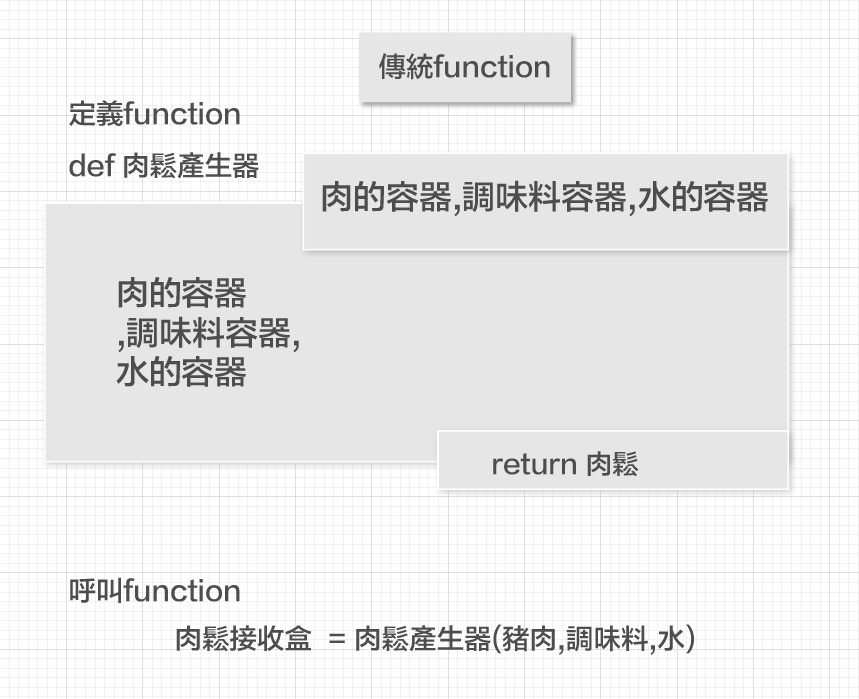 傳統function
定義function
def 肉鬆產生器
肉的容器,調味料容器,水的容器
肉的容器
,調味料容器,
水的容器
return 肉鬆
呼叫function
肉鬆接收盒 = 肉鬆產生器(豬肉,調味料,水)